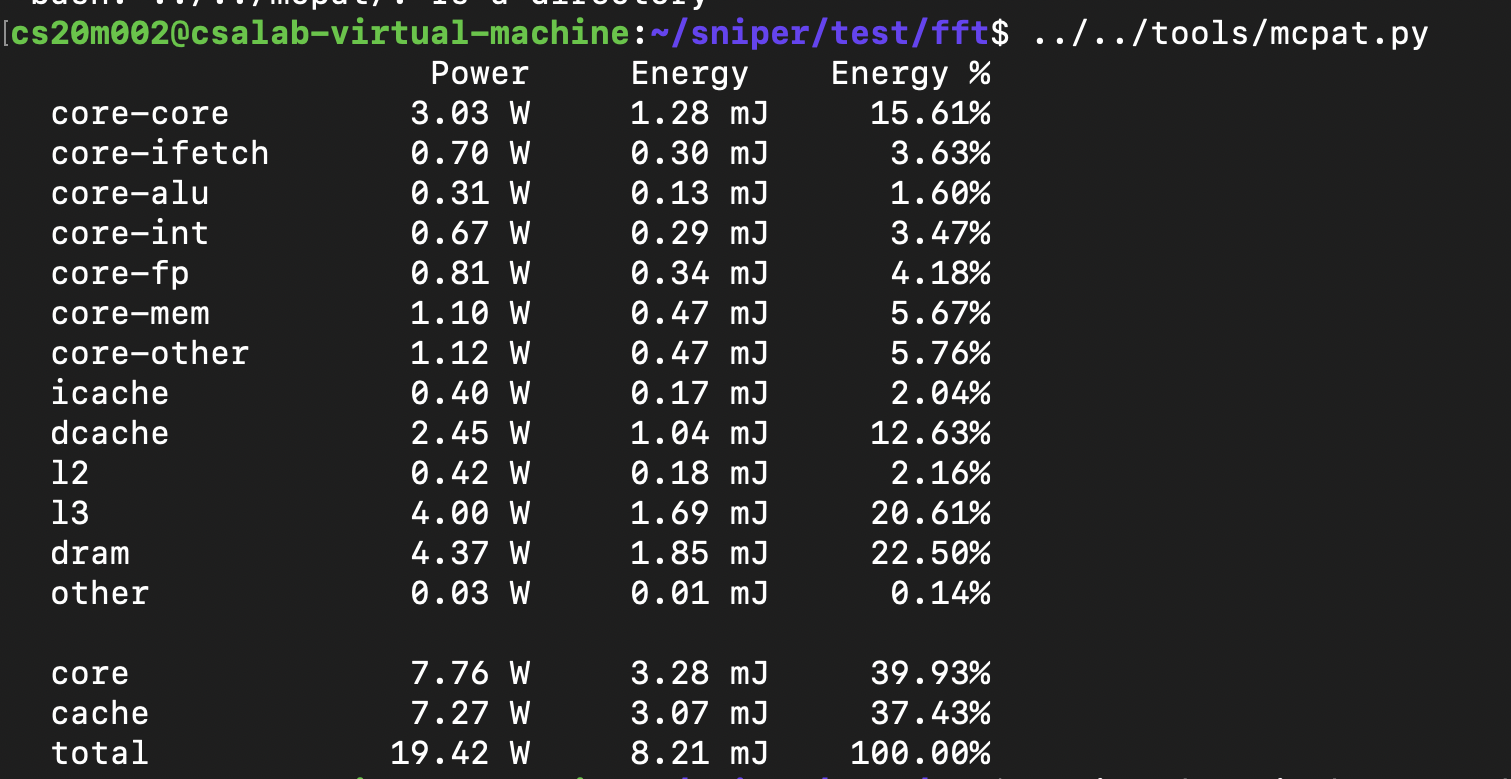 bash: ../../mcpat/: is a directory
[cs20m002@csalab-virtual-machine:~/sniper/test/fft$ ../../tools/mcpat.py
Power Energy Energy %
core-core 3.03 W 1.28 mJ 15.61%
core-ifetch 0.70 W 0.30 mJ 3.63%
core-alu 0.31 W 0.13 mJ 1.60%
core-int 0.67 W 0.29 mJ 3.47%
core-fp 0.81 W 0.34 mJ 4.18%
core-mem 1.10 W 0.47 mJ 5.67%
core-other 1.12 W 0.47 mJ 5.76%
icache 0.40 W 0.17 mJ 2.04%
dcache 2.45 W 1.04 mJ 12.63%
l2 0.42 W 0.18 mJ 2.16%
l3 4.00 W 1.69 mJ 20.61%
dram 4.37 W 1.85 mJ 22.50%
other 0.03 W 0.01 mJ 0.14%
core 7.76 W 3.28 mJ 39.93%
cache 7.27 W 3.07 mJ 37.43%
total 19.42 W 8.21 mJ 100.00%